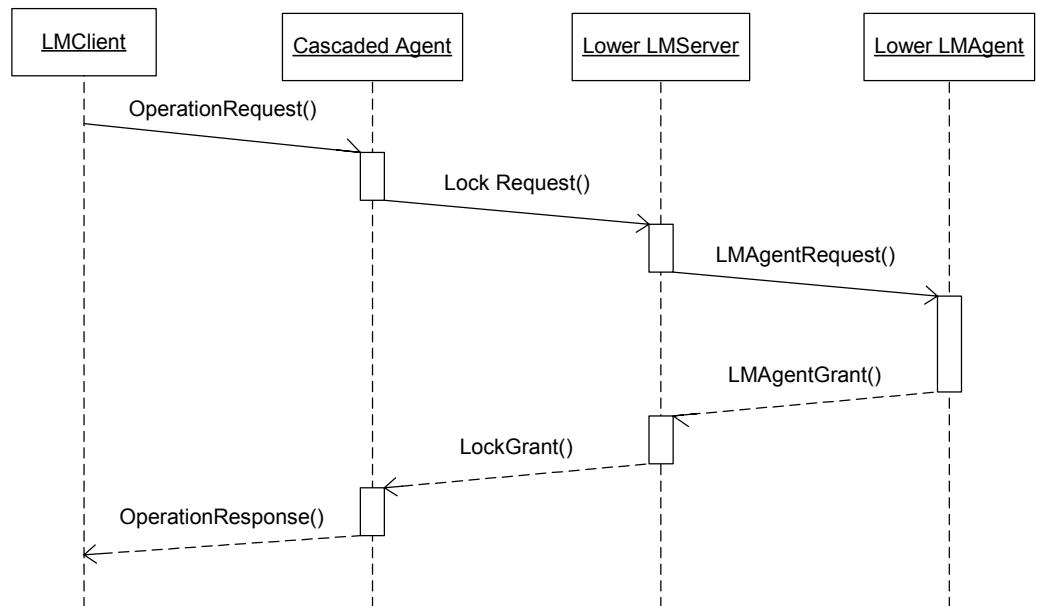 LMClient
Cascaded Agent
Lower LMServer
Lower LMAgent
OperationRequest()
Lock Request()
LMAgentRequest()
LMAgentGrant()
LockGrant()
OperationResponse()